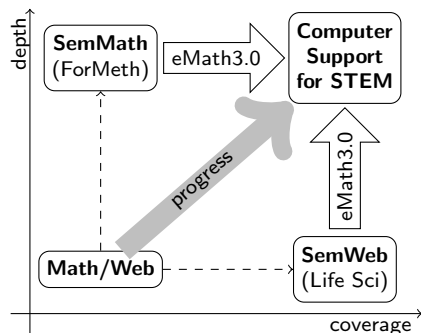 depth
SemMath
(ForMeth)
eMath3.0
Computer
Support
for STEM
progress
eMath3.0
Math/Web
SemWeb
(Life Sci)
coverage